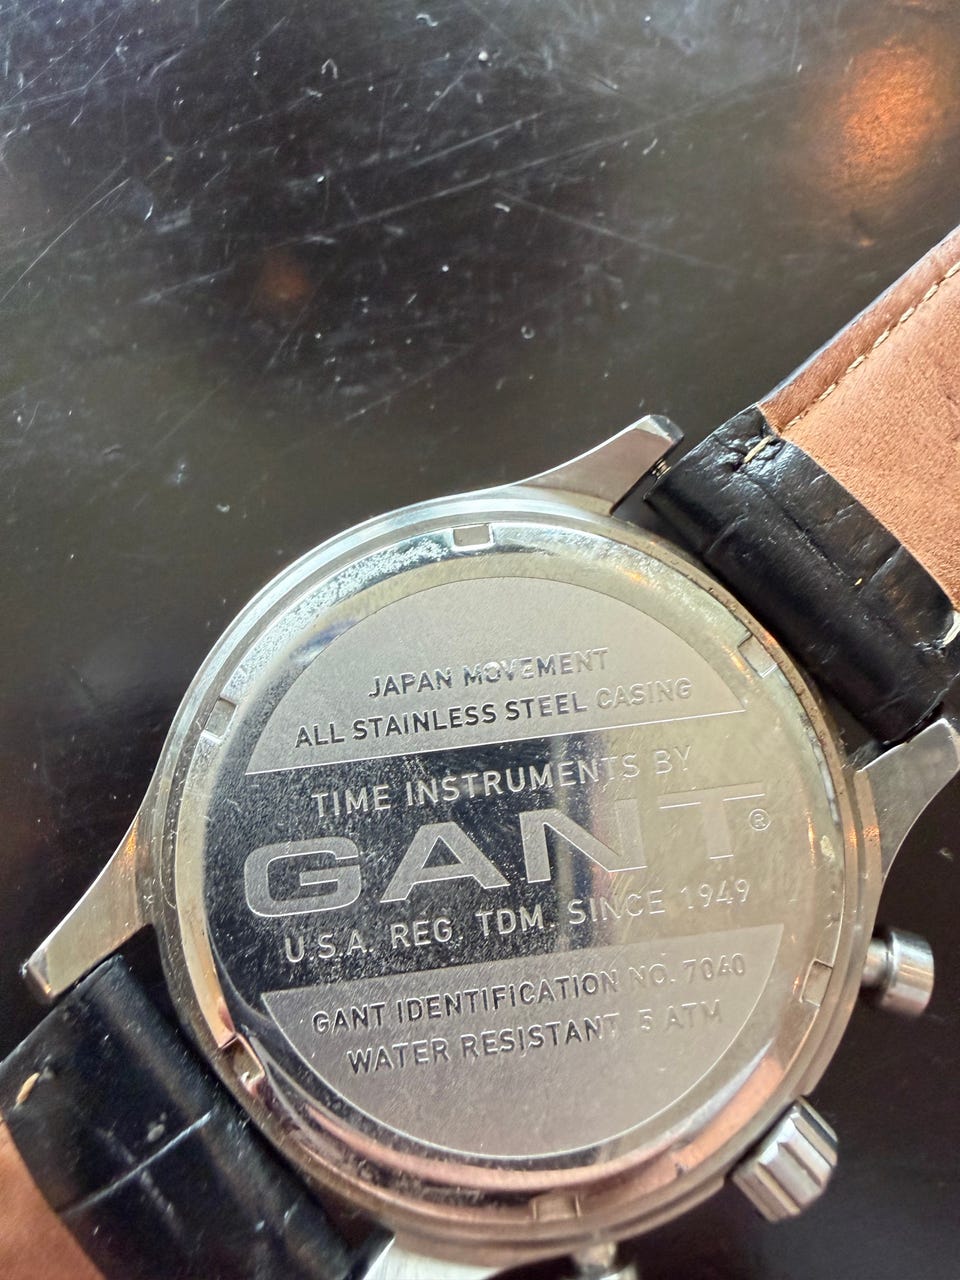 JAPAN MOVEMENT
ALL STAINLESS STEEL CASING
TIME INSTRUMENTS BY
GANT®
U.S.A. REG TDM. SINCE 1949
GANT IDENTIFICATION NO. 7040
WATER RESISTANT 5 ATM